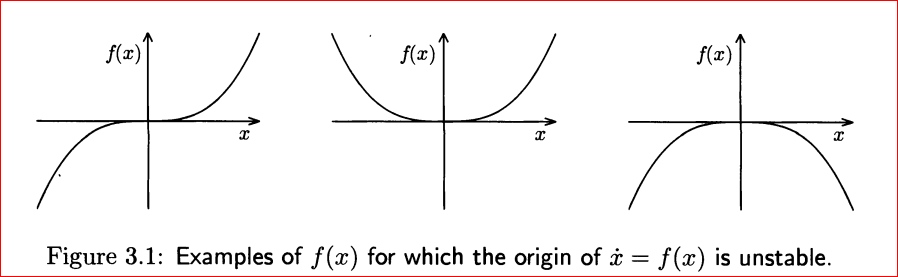 f(x)
x
f(x)
x
f(x)
x
Figure 3.1: Examples of f(x) for which the origin of ẋ = f(x) is unstable.